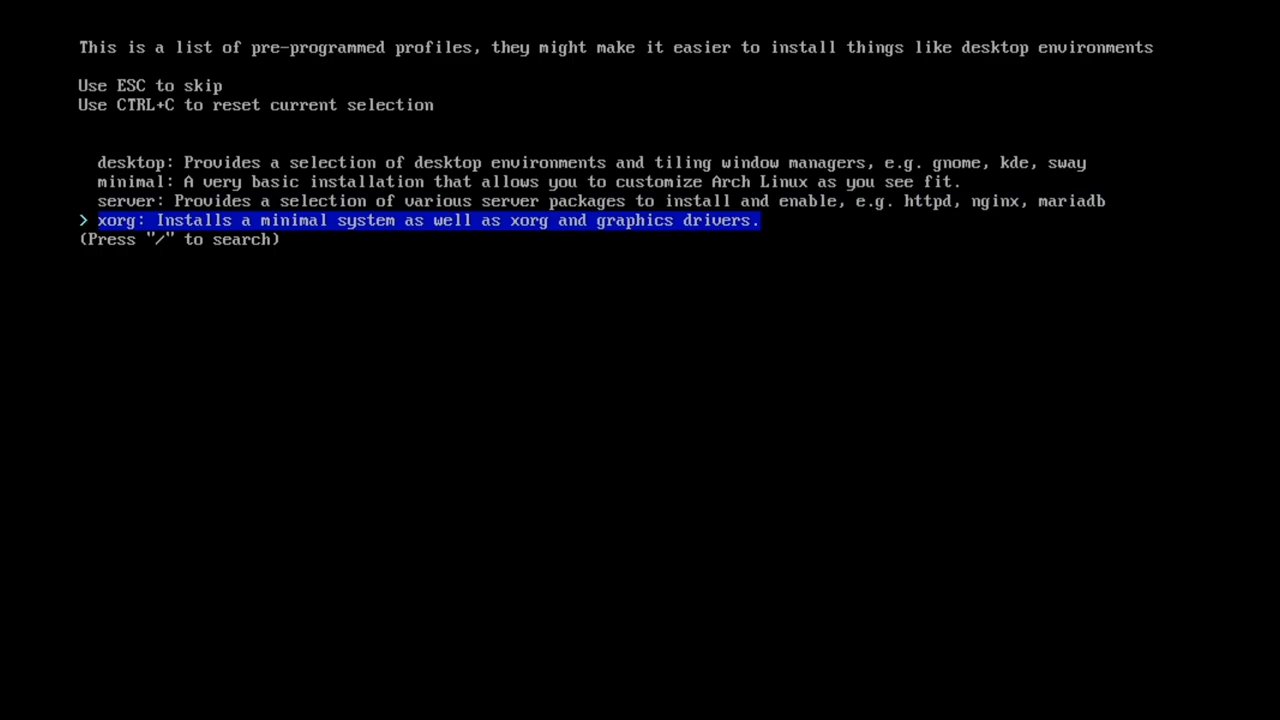 This is a list of pre-programmed profiles, they might make it easier to install things like desktop environments
Use ESC to skip
Use CTRL+C to reset current selection
desktop: Provides a selection of desktop environments and tiling window managers, e.g. gnome, kde, sway
minimal: A very basic installation that allows you to customize Arch Linux as you see fit.
server: Provides a selection of various server packages to install and enable, e.g. httpd, nginx, mariadb
> xorg: Installs a minimal system as well as xorg and graphics drivers.
(Press "/" to search)